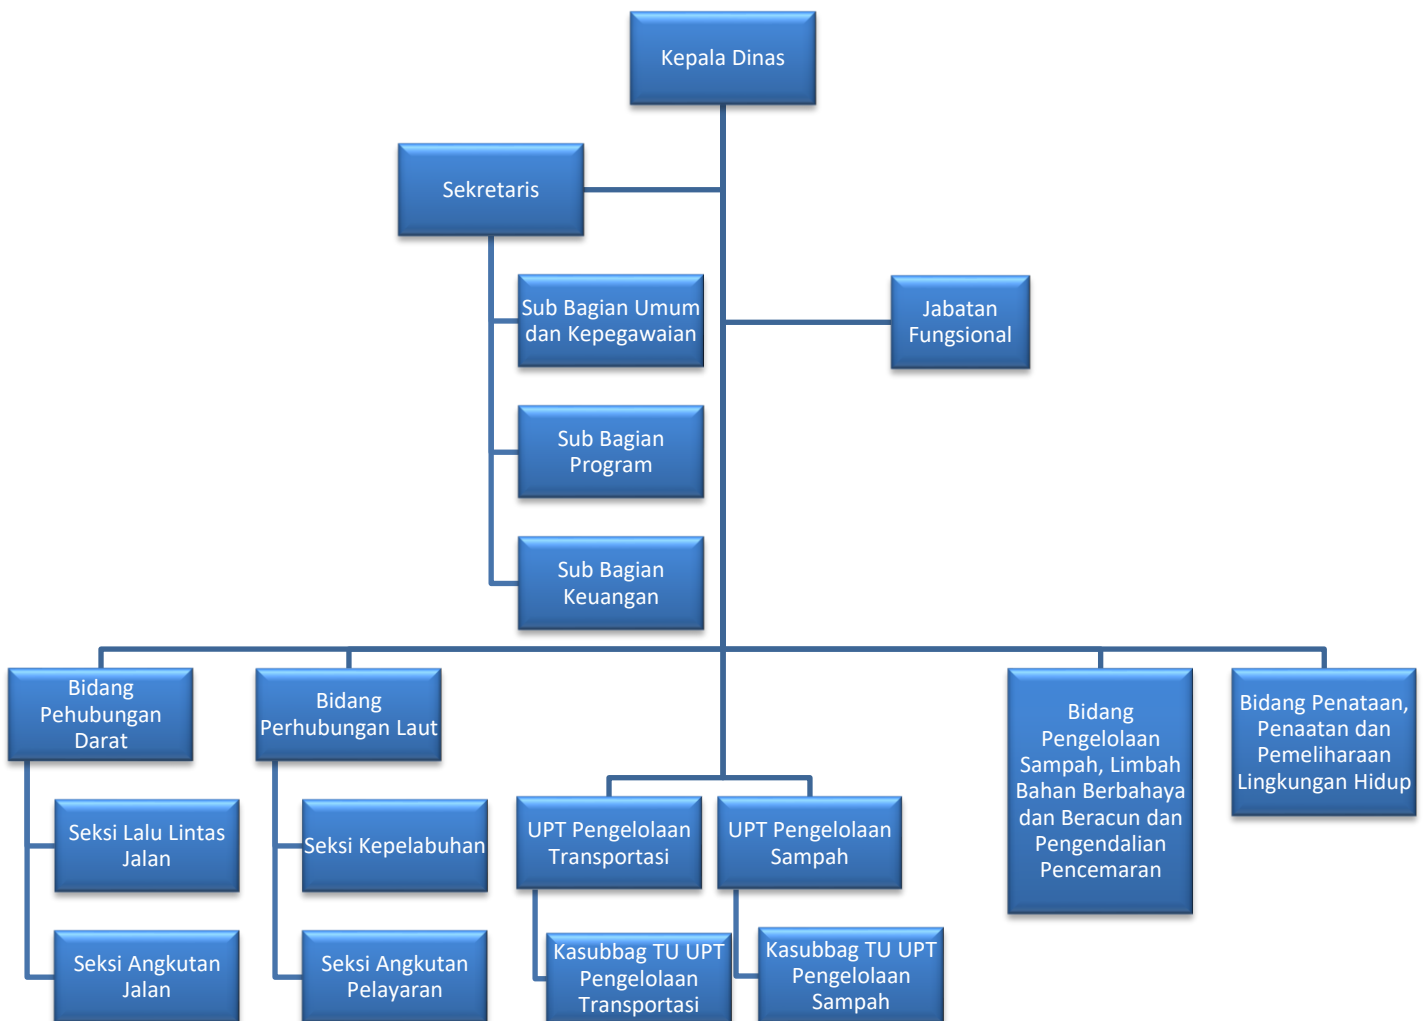 Kepala Dinas
Sekretaris
Sub Bagian Umum
dan Kepegawaian
Jabatan
Fungsional
Sub Bagian
Program
Sub Bagian
Keuangan
Bidang
Pehubungan
Darat
Bidang
Perhubungan Laut
Bidang
Pengelolaan
Sampah, Limbah
Bahan Berbahaya
dan Beracun dan
Pengendalian
Pencemaran
Bidang Penataan,
Penaatan dan
Pemeliharaan
Lingkungan Hidup
Seksi Lalu Lintas
Jalan
Seksi Kepelabuhan
UPT Pengelolaan
Transportasi
UPT Pengelolaan
Sampah
Seksi Angkutan
Jalan
Seksi Angkutan
Pelayaran
Kasubbag TU UPT
Pengelolaan
Transportasi
Kasubbag TU UPT
Pengelolaan
Sampah